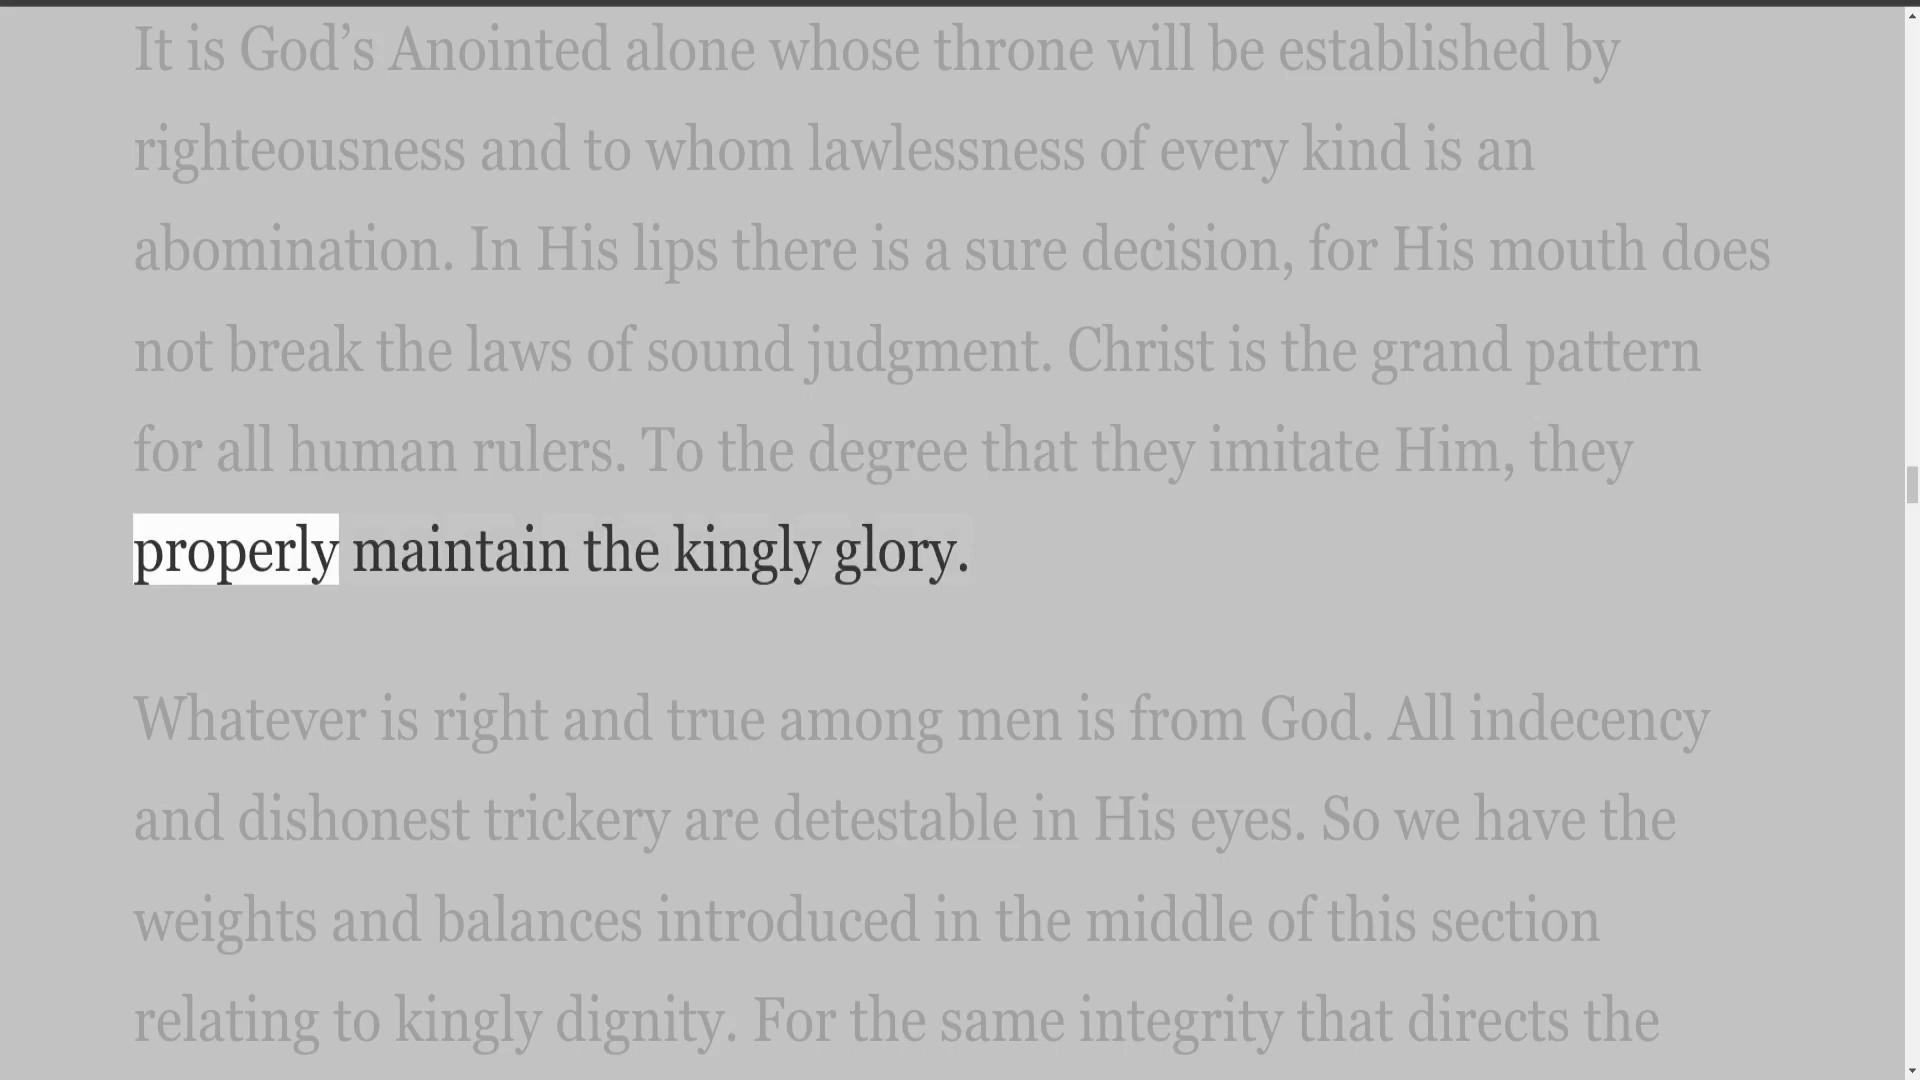 It is God’s Anointed alone whose throne will be established by
righteousness and to whom lawlessness of every kind is an
abomination. In His lips there is a sure decision, for His mouth does
not break the laws of sound judgment. Christ is the grand pattern
for all human rulers. To the degree that they imitate Him, they
properly maintain the kingly glory.
Whatever is right and true among men is from God. All indecency
and dishonest trickery are detestable in His eyes. So we have the
weights and balances introduced in the middle of this section
relating to kingly dignity. For the same integrity that directs the